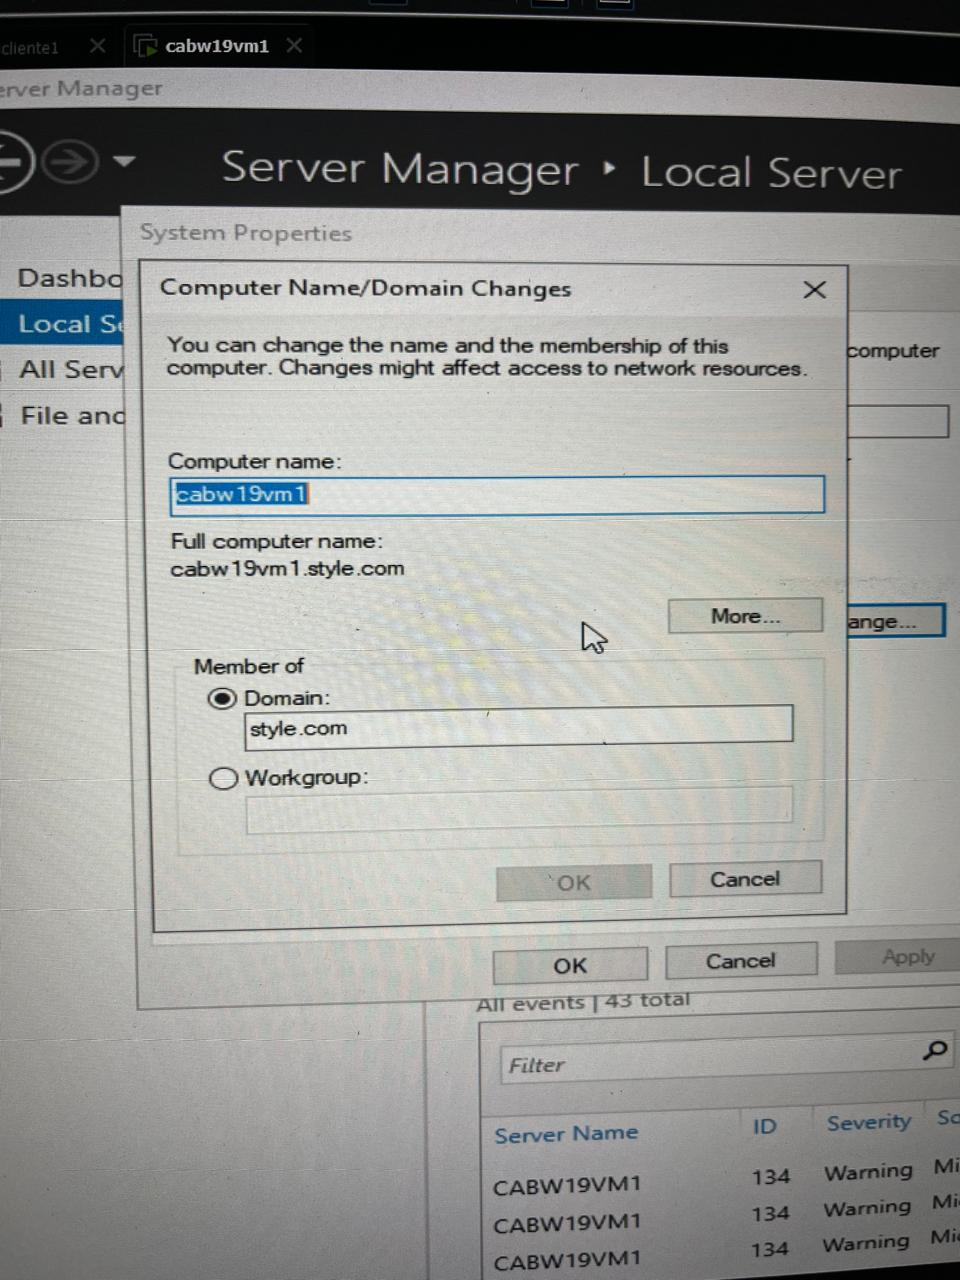 cliente1
cabw19vm1
erver Manager
Server Manager ‣ Local Server
System Properties
Dashbo
Local Se
All Serv
File and
Computer Name/Domain Changes
You can change the name and the membership of this
computer. Changes might affect access to network resources.
computer
Computer name:
cabw19vm1
Full computer name:
cabw19vm1.style.com
More...
ange...
Member of
Domain:
style.com
Workgroup:
OK
Cancel
OK
Cancel
Apply
All events | 43 total
Filter
Server Name ID Severity So
CABW19VM1 134 Warning Mi
CABW19VM1 134 Warning Mi
CABW19VM1 134 Warning Mi